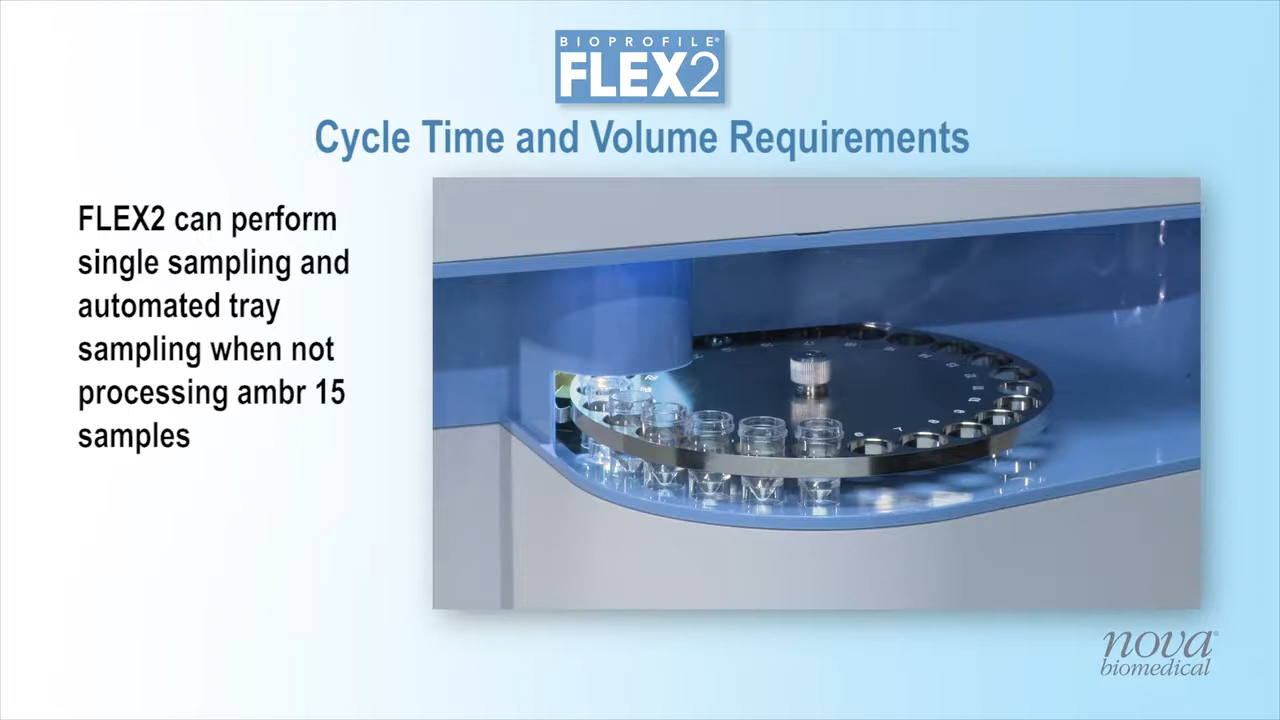 BIOPROFILE®
FLEX2
Cycle Time and Volume Requirements
FLEX2 can perform
single sampling and
automated tray
sampling when not
processing ambr 15
samples
nova®
biomedical